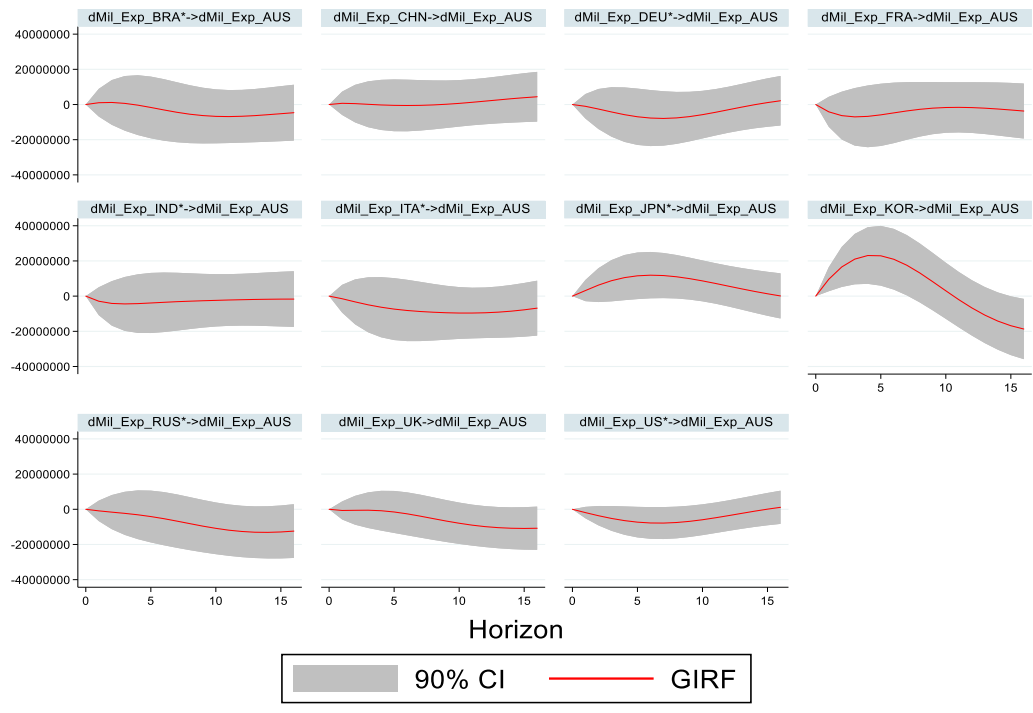 dMil_Exp_BRA*->dMil_Exp_AUS
dMil_Exp_CHN->dMil_Exp_AUS
dMil_Exp_DEU*->dMil_Exp_AUS
dMil_Exp_FRA->dMil_Exp_AUS
40000000
20000000
0
-20000000
-40000000
dMil_Exp_IND*->dMil_Exp_AUS
dMil_Exp_ITA*->dMil_Exp_AUS
dMil_Exp_JPN*->dMil_Exp_AUS
dMil_Exp_KOR->dMil_Exp_AUS
40000000
20000000
0
-20000000
-40000000
0 5 10 15
dMil_Exp_RUS*->dMil_Exp_AUS
dMil_Exp_UK->dMil_Exp_AUS
dMil_Exp_US*->dMil_Exp_AUS
40000000
20000000
0
-20000000
-40000000
0 5 10 15
0 5 10 15
0 5 10 15
Horizon
90% CI
GIRF